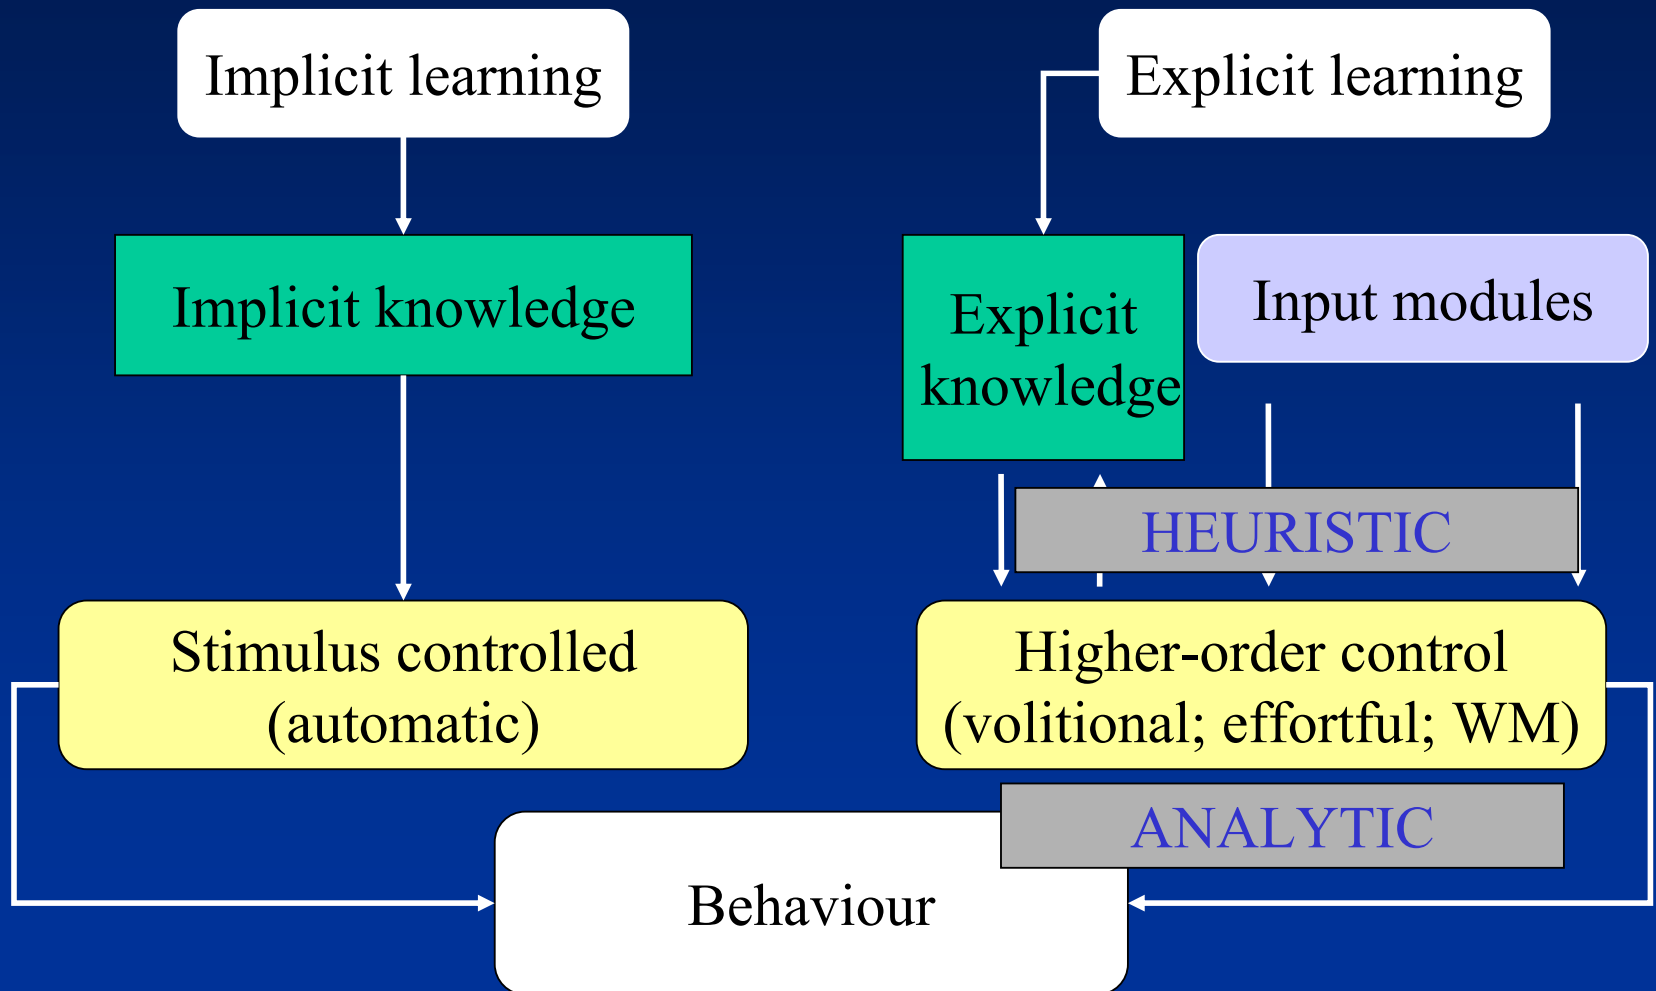 Implicit learning
Explicit learning
Implicit knowledge
Explicit
knowledge
Input modules
HEURISTIC
Stimulus controlled
(automatic)
Higher-order control
(volitional; effortful; WM)
ANALYTIC
Behaviour